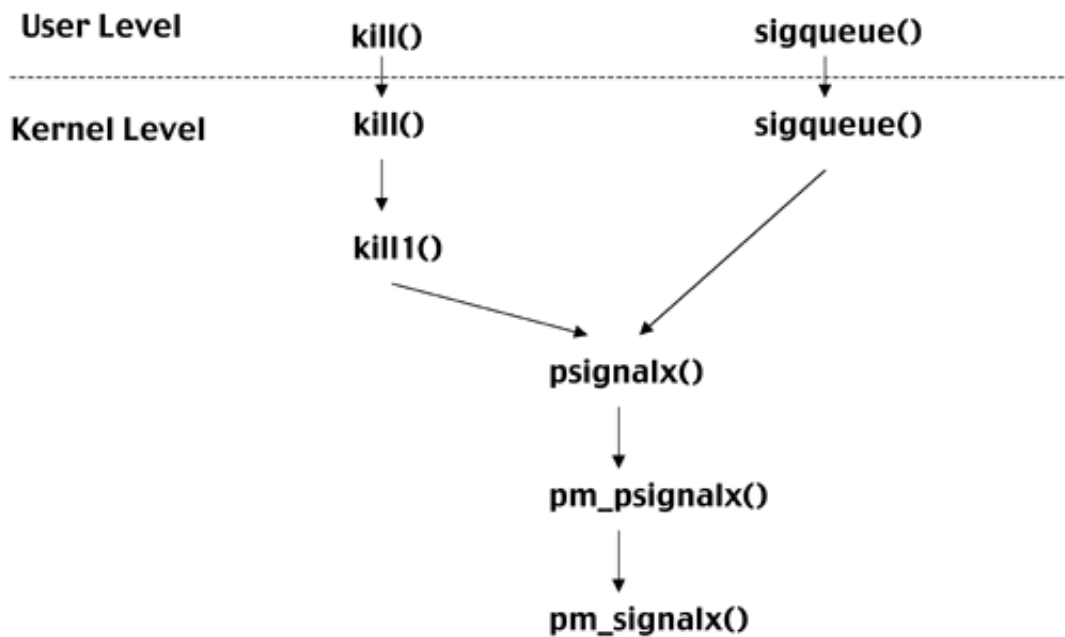 User Level
kill()
sigqueue()
Kernel Level
kill()
sigqueue()
kill1()
psignalx()
pm_psignalx()
pm_signalx()